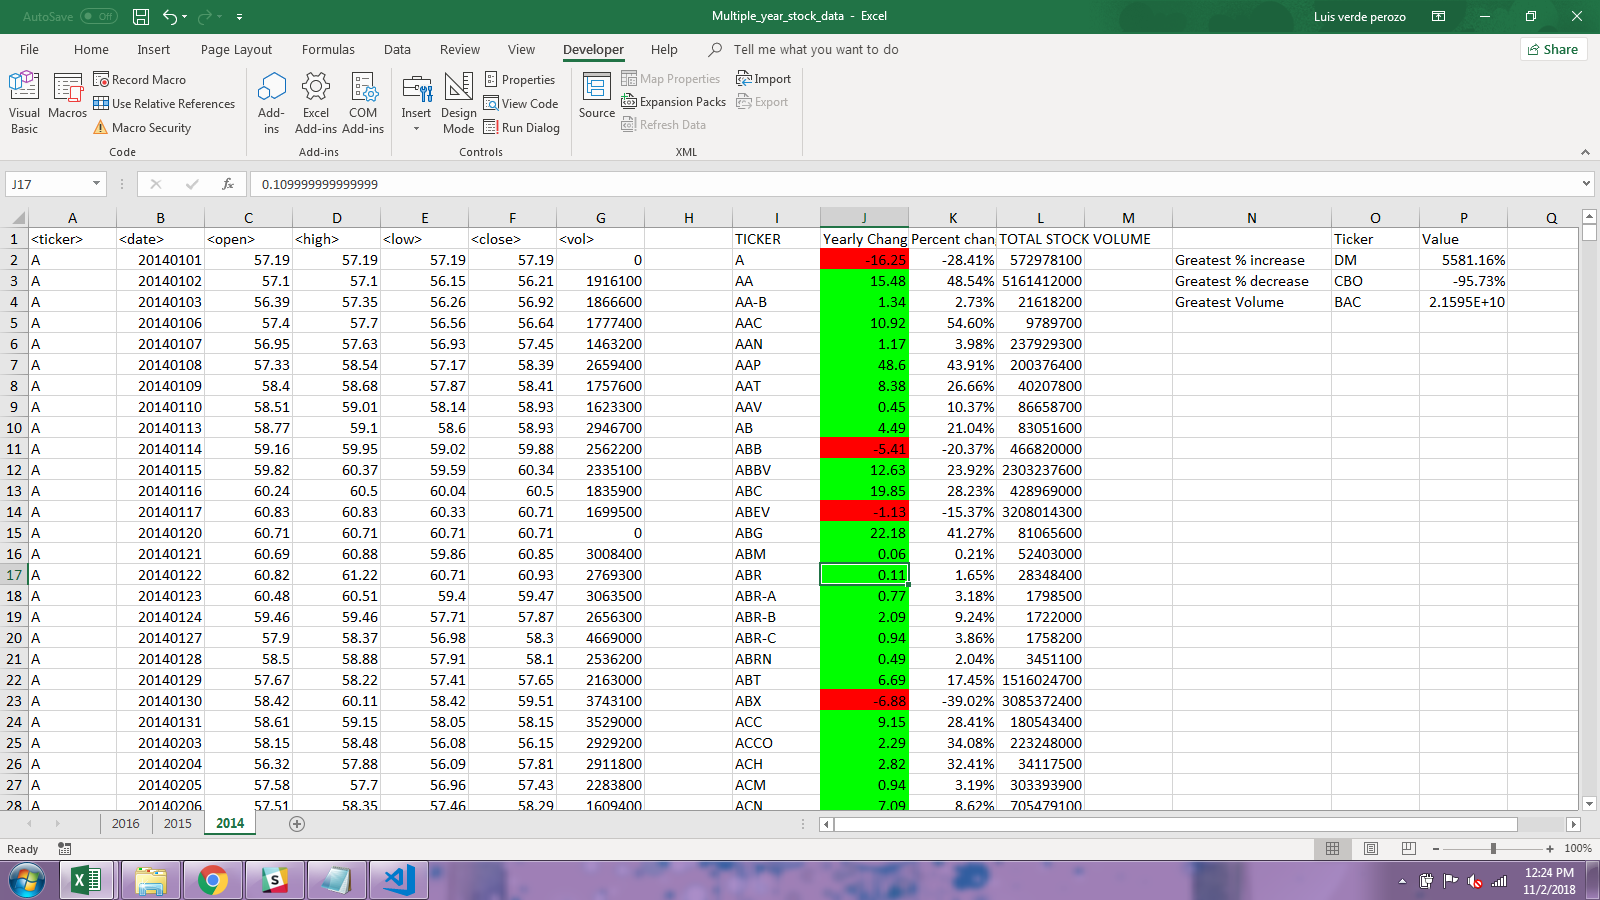 AutoSave Off
Multiple_year_stock_data - Excel
Luis verde perozo
File Home Insert Page Layout Formulas Data Review View Developer Help Tell me what you want to do Share
Visual Basic
Macros
Record Macro
Use Relative References
Macro Security
Code
Add-ins
Excel Add-ins
COM Add-ins
Add-ins
Insert
Design Mode
Properties
View Code
Run Dialog
Controls
Source
Map Properties
Expansion Packs
Refresh Data
Import
Export
XML
J17 fx 0.109999999999999
A B C D E F G H I J K L M N O P Q
1 <ticker> <date> <open> <high> <low> <close> <vol> TICKER Yearly Chang Percent chan TOTAL STOCK VOLUME Ticker Value
2 A 20140101 57.19 57.19 57.19 57.19 0 A -16.25 -28.41% 572978100 Greatest % increase DM 5581.16%
3 A 20140102 57.1 57.1 56.15 56.21 1916100 AA 15.48 48.54% 5161412000 Greatest % decrease CBO -95.73%
4 A 20140103 56.39 57.35 56.26 56.92 1866600 AA-B 1.34 2.73% 21618200 Greatest Volume BAC 2.1595E+10
5 A 20140106 57.4 57.7 56.56 56.64 1777400 AAC 10.92 54.60% 9789700
6 A 20140107 56.95 57.63 56.93 57.45 1463200 AAN 1.17 3.98% 237929300
7 A 20140108 57.33 58.54 57.17 58.39 2659400 AAP 48.6 43.91% 200376400
8 A 20140109 58.4 58.68 57.87 58.41 1757600 AAT 8.38 26.66% 40207800
9 A 20140110 58.51 59.01 58.14 58.93 1623300 AAV 0.45 10.37% 86658700
10 A 20140113 58.77 59.1 58.6 58.93 2946700 AB 4.49 21.04% 83051600
11 A 20140114 59.16 59.95 59.02 59.88 2562200 ABB -5.41 -20.37% 466820000
12 A 20140115 59.82 60.37 59.59 60.34 2335100 ABBV 12.63 23.92% 2303237600
13 A 20140116 60.24 60.5 60.04 60.5 1835900 ABC 19.85 28.23% 428969000
14 A 20140117 60.83 60.83 60.33 60.71 1699500 ABEV -1.13 -15.37% 3208014300
15 A 20140120 60.71 60.71 60.71 60.71 0 ABG 22.18 41.27% 81065600
16 A 20140121 60.69 60.88 59.86 60.85 3008400 ABM 0.06 0.21% 52403000
17 A 20140122 60.82 61.22 60.71 60.93 2769300 ABR 0.11 1.65% 28348400
18 A 20140123 60.48 60.51 59.4 59.47 3063500 ABR-A 0.77 3.18% 1798500
19 A 20140124 59.46 59.46 57.71 57.87 2656300 ABR-B 2.09 9.24% 1722000
20 A 20140127 57.9 58.37 56.98 58.3 4669000 ABR-C 0.94 3.86% 1758200
21 A 20140128 58.5 58.88 57.91 58.1 2536200 ABRN 0.49 2.04% 3451100
22 A 20140129 57.67 58.22 57.41 57.65 2163000 ABT 6.69 17.45% 1516024700
23 A 20140130 58.42 60.11 58.42 59.51 3743100 ABX -6.88 -39.02% 3085372400
24 A 20140131 58.61 59.15 58.05 58.15 3529000 ACC 9.15 28.41% 180543400
25 A 20140203 58.15 58.48 56.08 56.15 2929200 ACCO 2.29 34.08% 223248000
26 A 20140204 56.32 57.88 56.09 57.81 2911800 ACH 2.82 32.41% 34117500
27 A 20140205 57.58 57.7 56.96 57.43 2283800 ACM 0.94 3.19% 303393900
28 A 20140206 57.51 58.35 57.46 58.29 1609400 ACN 7.09 8.62% 705479100
2016 2015 2014
Ready 100%
12:24 PM
11/2/2018